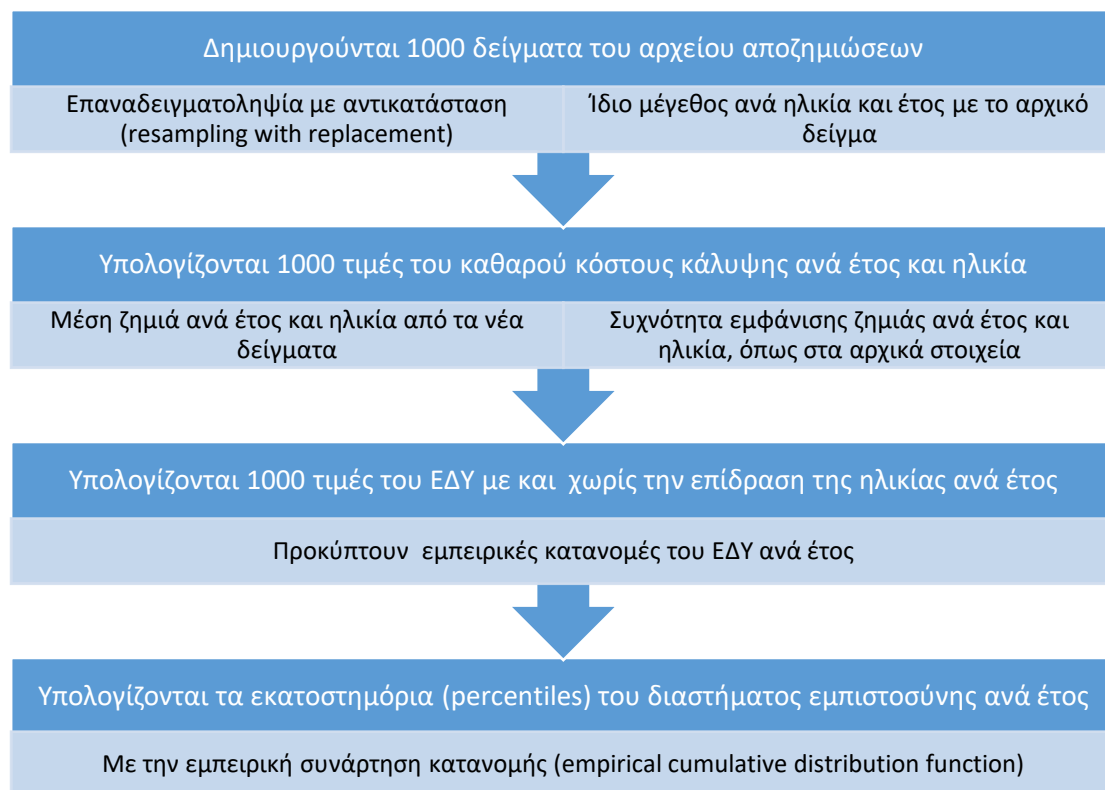 Δημιουργούνται 1000 δείγματα του αρχείου αποζημιώσεων
Επαναδειγματοληψία με αντικατάσταση
(resampling with replacement)
Ίδιο μέγεθος ανά ηλικία και έτος με το αρχικό
δείγμα
Υπολογίζονται 1000 τιμές του καθαρού κόστους κάλυψης ανά έτος και ηλικία
Μέση ζημιά ανά έτος και ηλικία από τα νέα
δείγματα
Συχνότητα εμφάνισης ζημιάς ανά έτος και
ηλικία, όπως στα αρχικά στοιχεία
Υπολογίζονται 1000 τιμές του ΕΔΥ με και χωρίς την επίδραση της ηλικίας ανά έτος
Προκύπτουν εμπειρικές κατανομές του ΕΔΥ ανά έτος
Υπολογίζονται τα εκατοστημόρια (percentiles) του διαστήματος εμπιστοσύνης ανά έτος
Με την εμπειρική συνάρτηση κατανομής (empirical cumulative distribution function)